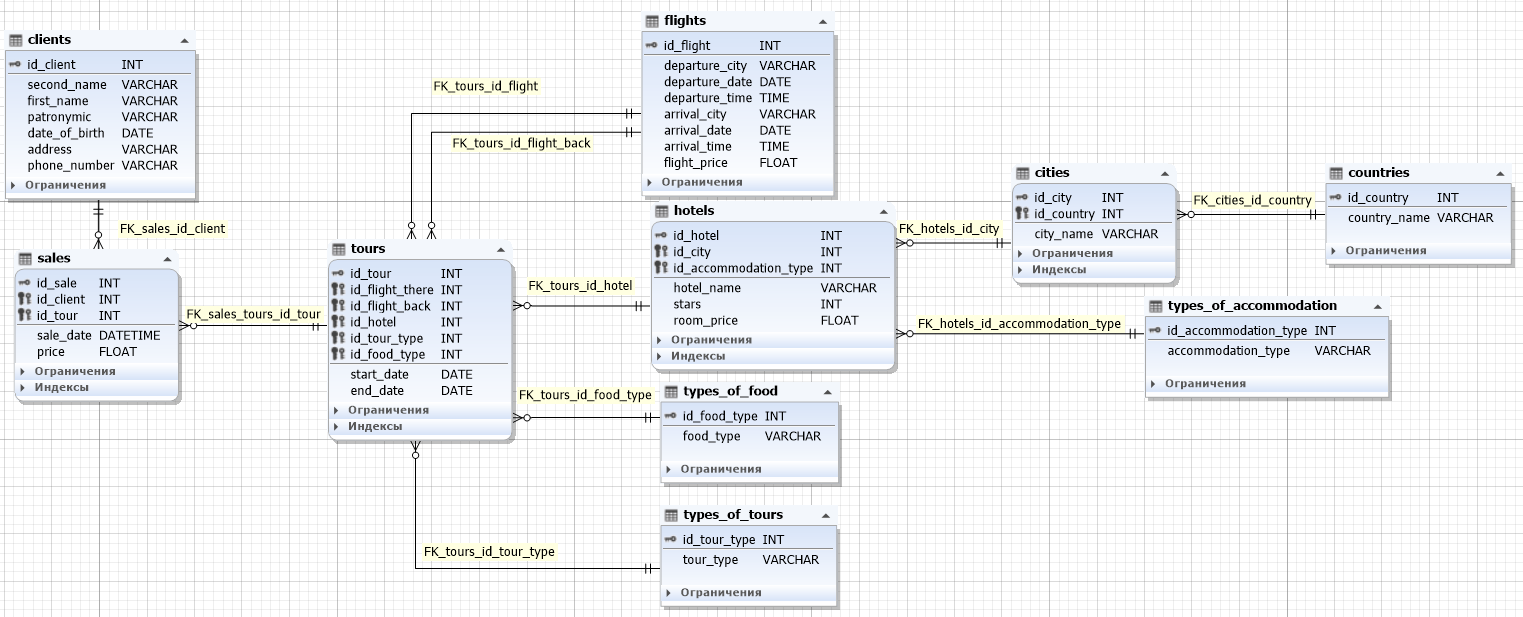 clients
id_client INT
second_name VARCHAR
first_name VARCHAR
patronymic VARCHAR
date_of_birth DATE
address VARCHAR
phone_number VARCHAR
Ограничения
FK_sales_id_client
sales
id_sale INT
id_client INT
id_tour INT
sale_date DATETIME
price FLOAT
Ограничения
Индексы
FK_sales_tours_id_tour
tours
id_tour INT
id_flight_there INT
id_flight_back INT
id_hotel INT
id_tour_type INT
id_food_type INT
start_date DATE
end_date DATE
Ограничения
Индексы
FK_tours_id_flight
FK_tours_id_flight_back
flights
id_flight INT
departure_city VARCHAR
departure_date DATE
departure_time TIME
arrival_city VARCHAR
arrival_date DATE
arrival_time TIME
flight_price FLOAT
Ограничения
FK_tours_id_hotel
hotels
id_hotel INT
id_city INT
id_accommodation_type INT
hotel_name VARCHAR
stars INT
room_price FLOAT
Ограничения
Индексы
FK_hotels_id_city
cities
id_city INT
id_country INT
city_name VARCHAR
Ограничения
Индексы
FK_cities_id_country
countries
id_country INT
country_name VARCHAR
Ограничения
FK_hotels_id_accommodation_type
types_of_accommodation
id_accommodation_type INT
accommodation_type VARCHAR
Ограничения
FK_tours_id_food_type
types_of_food
id_food_type INT
food_type VARCHAR
Ограничения
FK_tours_id_tour_type
types_of_tours
id_tour_type INT
tour_type VARCHAR
Ограничения